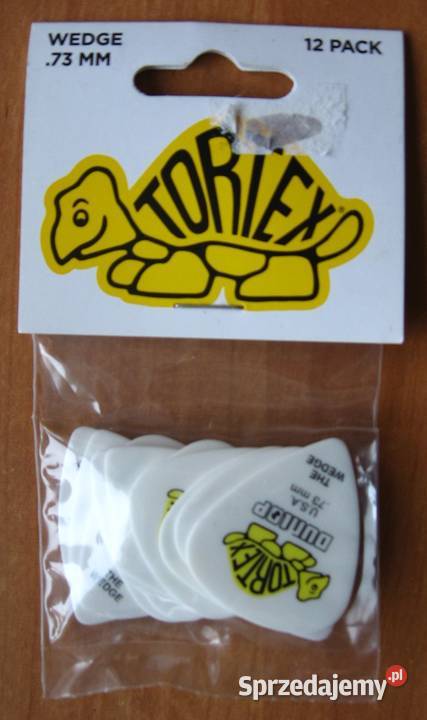 WEDGE
.73 MM
12 PACK
TORTEX®
THE
WEDGE
U.S.A.
.73 mm
DUNLOP
TORTEX
THE
WEDGE
Sprzedajemy.pl